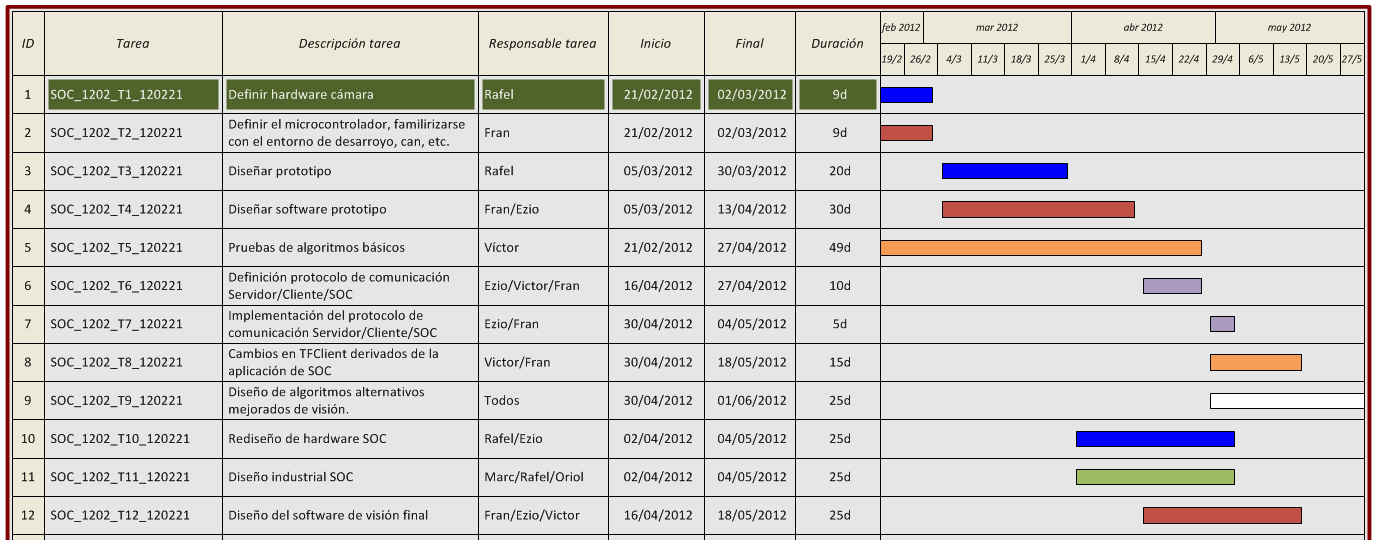 ID Tarea Descripción tarea Responsable tarea Inicio Final Duración feb 2012 mar 2012 abr 2012 may 2012
19/2 26/2 4/3 11/3 18/3 25/3 1/4 8/4 15/4 22/4 29/4 6/5 13/5 20/5 27/5
1 SOC_1202_T1_120221 Definir hardware cámara Rafel 21/02/2012 02/03/2012 9d
2 SOC_1202_T2_120221 Definir el microcontrolador, familirizarse
con el entorno de desarroyo, can, etc. Fran 21/02/2012 02/03/2012 9d
3 SOC_1202_T3_120221 Diseñar prototipo Rafel 05/03/2012 30/03/2012 20d
4 SOC_1202_T4_120221 Diseñar software prototipo Fran/Ezio 05/03/2012 13/04/2012 30d
5 SOC_1202_T5_120221 Pruebas de algoritmos básicos Víctor 21/02/2012 27/04/2012 49d
6 SOC_1202_T6_120221 Definición protocolo de comunicación
Servidor/Cliente/SOC Ezio/Victor/Fran 16/04/2012 27/04/2012 10d
7 SOC_1202_T7_120221 Implementación del protocolo de
comunicación Servidor/Cliente/SOC Ezio/Fran 30/04/2012 04/05/2012 5d
8 SOC_1202_T8_120221 Cambios en TFClient derivados de la
aplicación de SOC Victor/Fran 30/04/2012 18/05/2012 15d
9 SOC_1202_T9_120221 Diseño de algoritmos alternativos
mejorados de visión. Todos 30/04/2012 01/06/2012 25d
10 SOC_1202_T10_120221 Rediseño de hardware SOC Rafel/Ezio 02/04/2012 04/05/2012 25d
11 SOC_1202_T11_120221 Diseño industrial SOC Marc/Rafel/Oriol 02/04/2012 04/05/2012 25d
12 SOC_1202_T12_120221 Diseño del software de visión final Fran/Ezio/Victor 16/04/2012 18/05/2012 25d